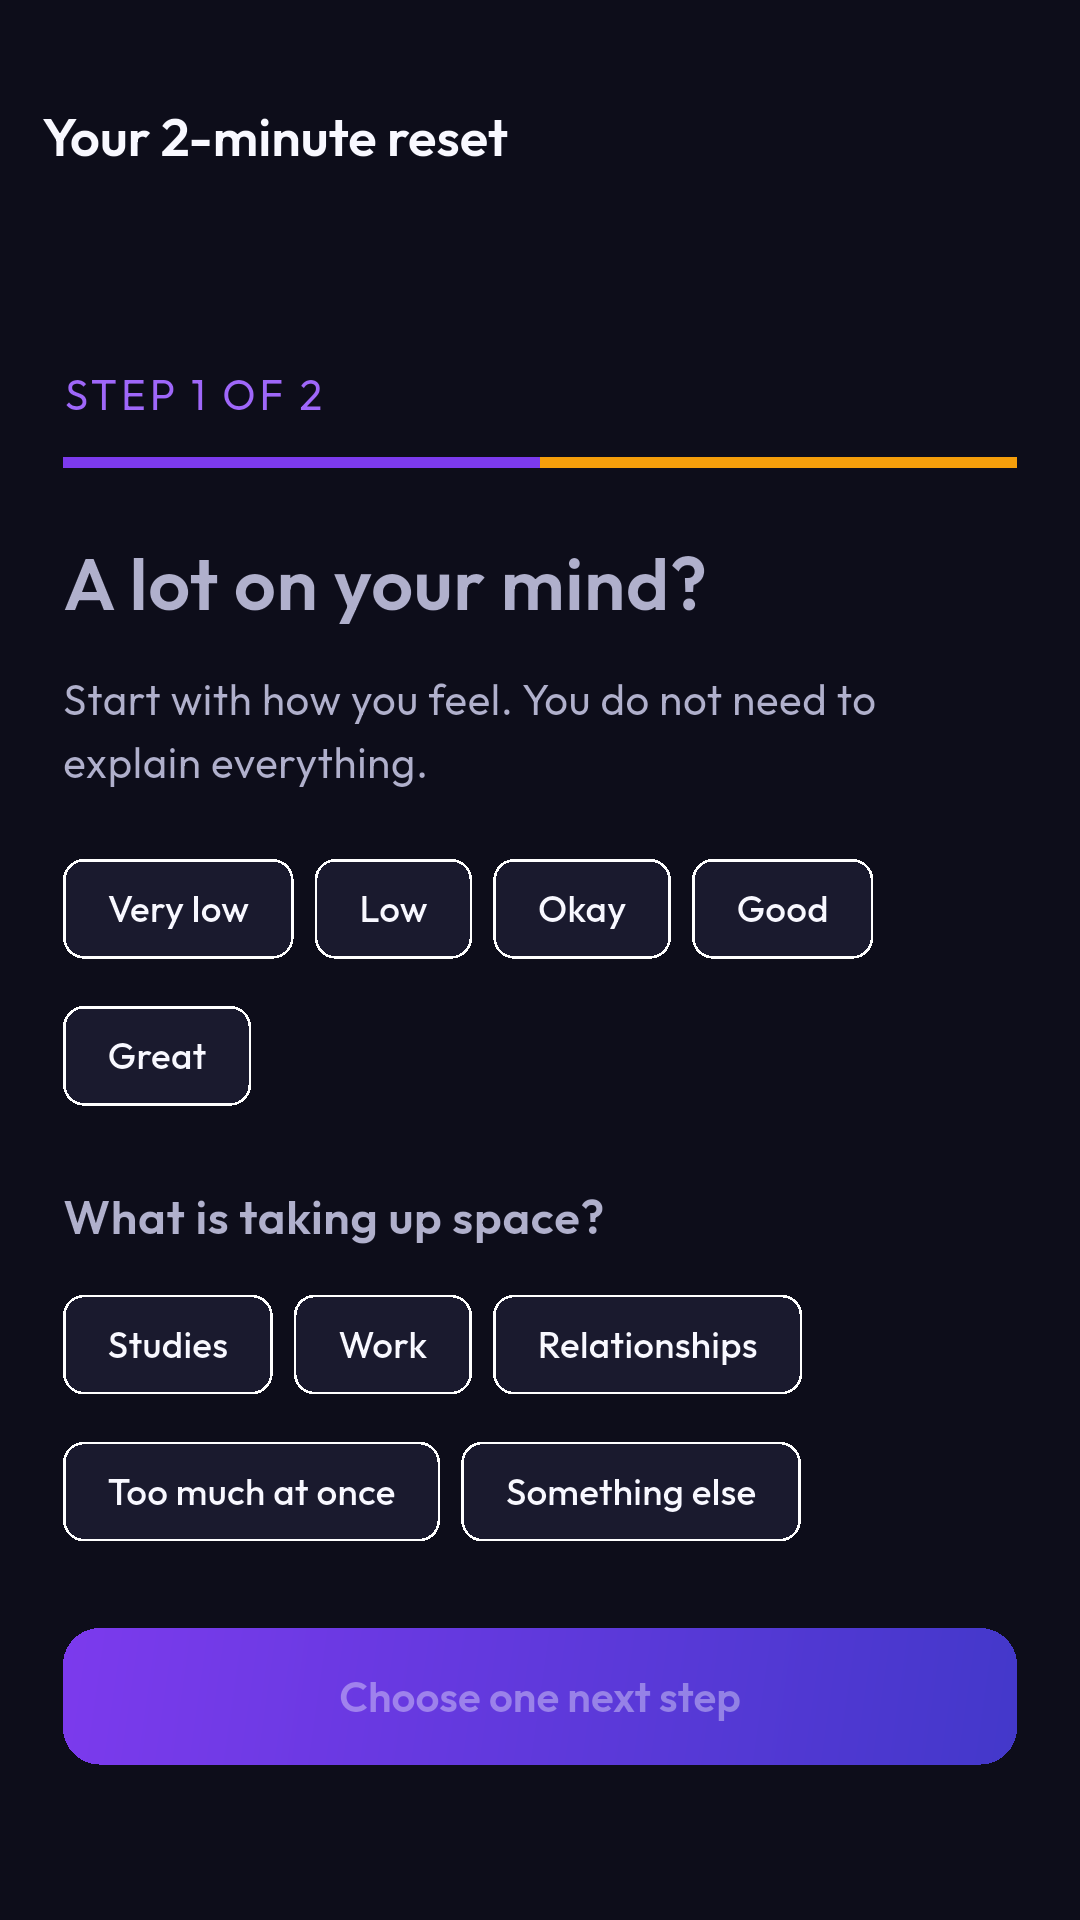 Your 2-minute reset
STEP 1 OF 2
A lot on your mind?
Start with how you feel. You do not need to
explain everything.
Very low Low Okay Good
Great
What is taking up space?
Studies Work Relationships
Too much at once Something else
Choose one next step